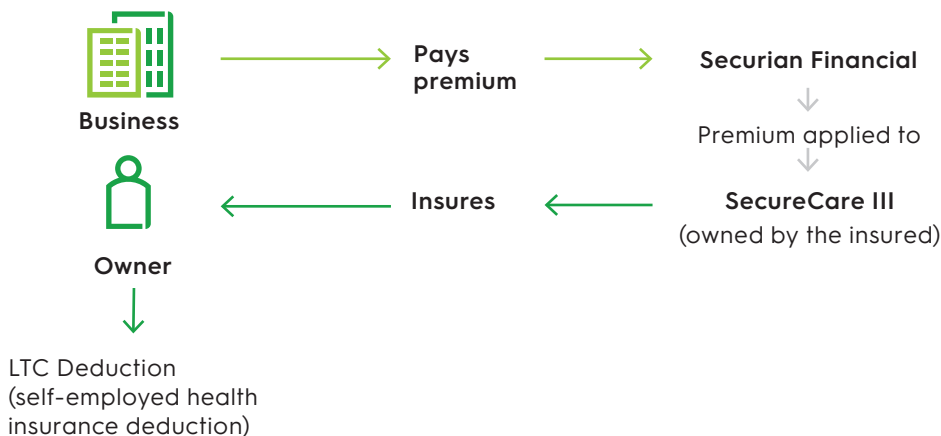 Business
Pays
premium
Securian Financial
Premium applied to
SecureCare III
(owned by the insured)
Insures
Owner
LTC Deduction
(self-employed health
insurance deduction)